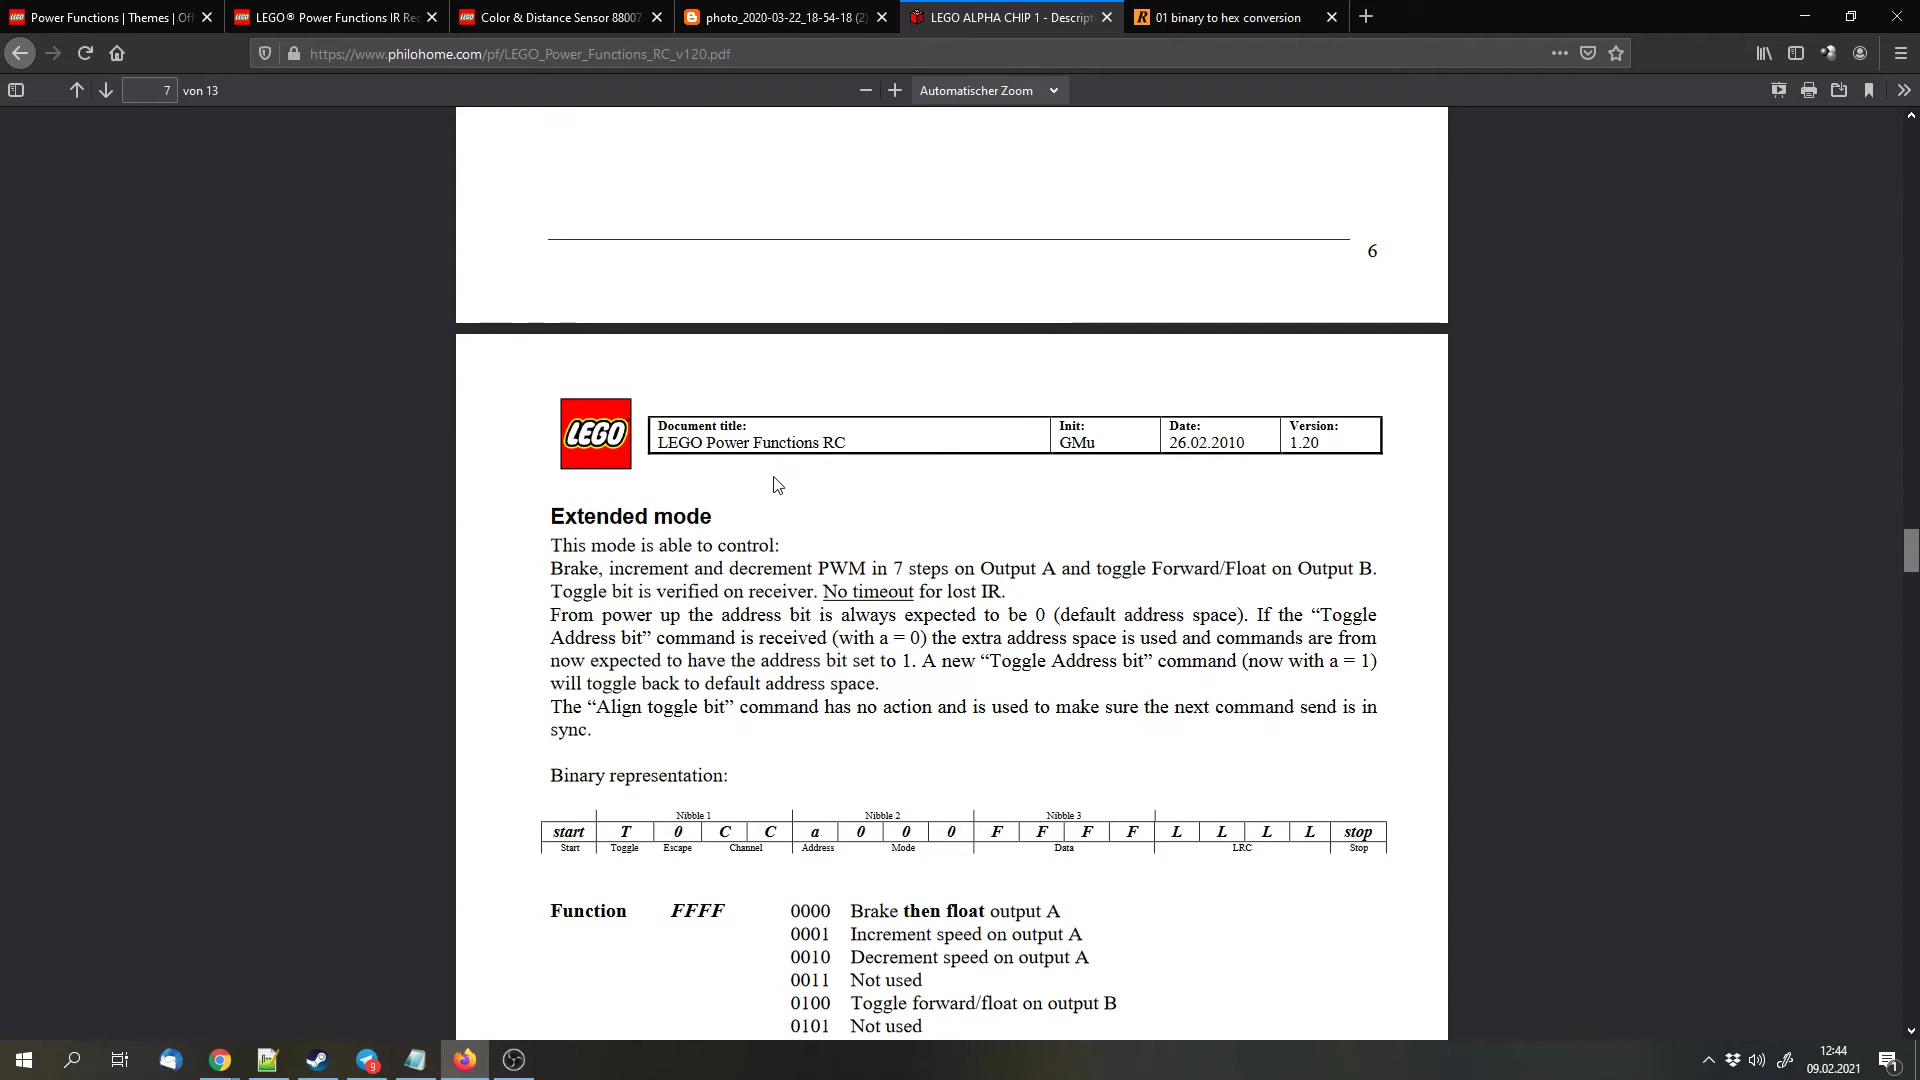 Power Functions | Themes | Off
LEGO® Power Functions IR Rec
Color & Distance Sensor 88007
photo_2020-03-22_18-54-18 (2)
LEGO ALPHA CHIP 1 - Descript
01 binary to hex conversion
https://www.philohome.com/pf/LEGO_Power_Functions_RC_v120.pdf
7 von 13
Automatischer Zoom
6
LEGO
Document title: Init: Date: Version:
LEGO Power Functions RC GMu 26.02.2010 1.20
Extended mode
This mode is able to control:
Brake, increment and decrement PWM in 7 steps on Output A and toggle Forward/Float on Output B.
Toggle bit is verified on receiver. No timeout for lost IR.
From power up the address bit is always expected to be 0 (default address space). If the “Toggle
Address bit” command is received (with a = 0) the extra address space is used and commands are from
now expected to have the address bit set to 1. A new “Toggle Address bit” command (now with a = 1)
will toggle back to default address space.
The “Align toggle bit” command has no action and is used to make sure the next command send is in
sync.
Binary representation:
Nibble 1 Nibble 2 Nibble 3
start T 0 C C a 0 0 0 F F F F L L L L stop
Start Toggle Escape Channel Address Mode Data LRC Stop
Function FFFF 0000 Brake then float output A
0001 Increment speed on output A
0010 Decrement speed on output A
0011 Not used
0100 Toggle forward/float on output B
0101 Not used
9
12:44
09.02.2021
1